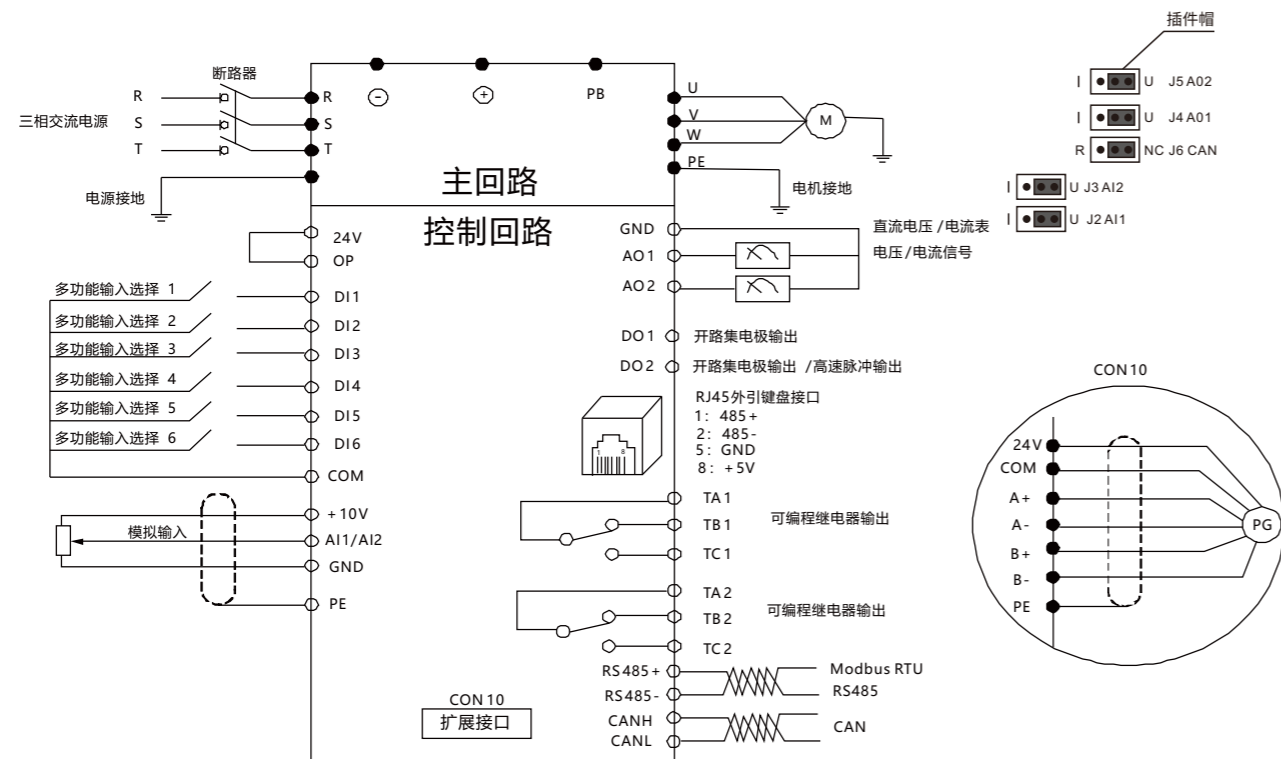 插件帽
I U J5 A02
I U J4 A01
R NC J6 CAN
I U J3 AI2
I U J2 AI1
断路器
三相交流电源
R
S
T
R
S
T
电源接地
- + PB
主回路
控制回路
U
V
W
PE
M
电机接地
24V
OP
多功能输入选择 1
多功能输入选择 2
多功能输入选择 3
多功能输入选择 4
多功能输入选择 5
多功能输入选择 6
DI1
DI2
DI3
DI4
DI5
DI6
COM
+10V
模拟输入
AI1/AI2
GND
PE
GND
AO1
AO2
直流电压/电流表
电压/电流信号
DO1 开路集电极输出
DO2 开路集电极输出 /高速脉冲输出
RJ45外引键盘接口
1: 485+
2: 485-
5: GND
8: +5V
1 8
TA1
TB1
TC1
可编程继电器输出
TA2
TB2
TC2
可编程继电器输出
RS485+
RS485-
Modbus RTU
RS485
CANH
CANL
CAN
CON10
扩展接口
CON10
24V
COM
A+
A-
B+
B-
PE
PG